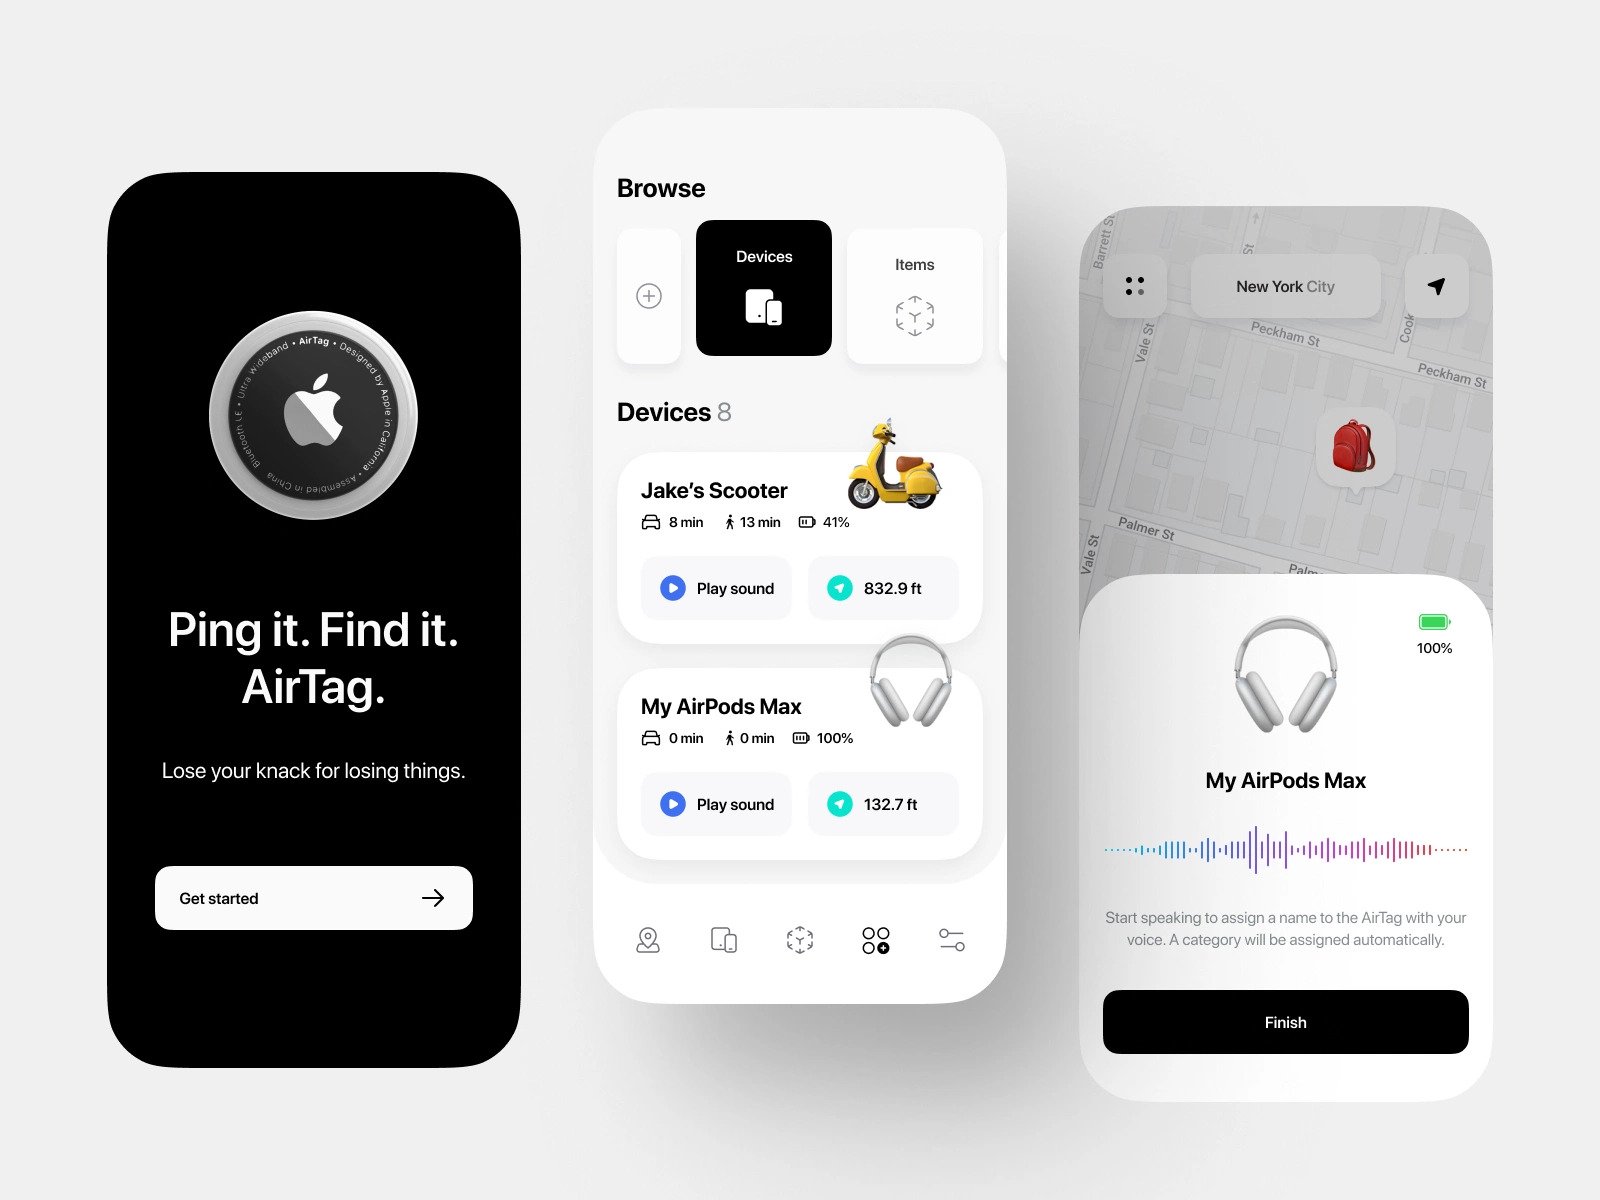 Ultra Wideband • AirTag • Designed by Apple in California • Assembled in China
Bluetooth LE •
Ping it. Find it.
AirTag.
Lose your knack for losing things.
Get started
Browse
Devices
Items
Devices 8
Jake’s Scooter
8 min
13 min
41%
Play sound
832.9 ft
My AirPods Max
0 min
0 min
100%
Play sound
132.7 ft
Barrett St
St
New York City
Cook
Peckham St
Vale St
Peckham St
Palmer St
Vale St
100%
My AirPods Max
Start speaking to assign a name to the AirTag with your
voice. A category will be assigned automatically.
Finish